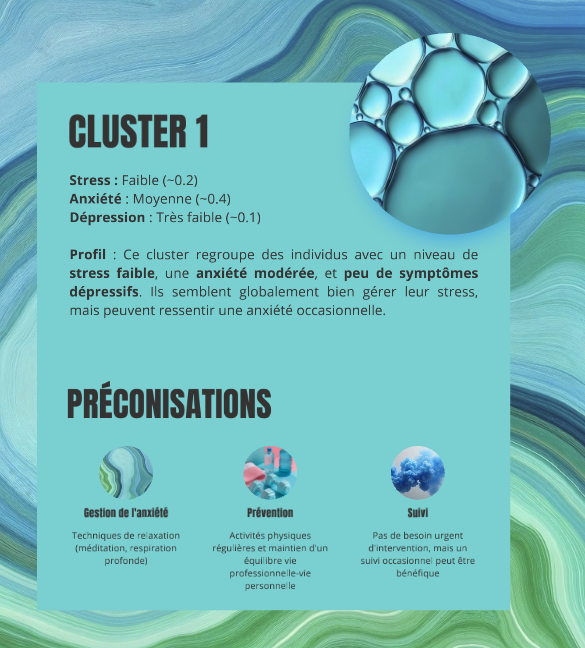 CLUSTER 1
Stress : Faible (~0.2)
Anxiété : Moyenne (~0.4)
Dépression : Très faible (~0.1)
Profil : Ce cluster regroupe des individus avec un niveau de
stress faible, une anxiété modérée, et peu de symptômes
dépressifs. Ils semblent globalement bien gérer leur stress,
mais peuvent ressentir une anxiété occasionnelle.
PRÉCONISATIONS
Gestion de l'anxiété
Techniques de relaxation
(méditation, respiration
profonde)
Prévention
Activités physiques
régulières et maintien d'un
équilibre vie
professionnelle-vie
personnelle
Suivi
Pas de besoin urgent
d'intervention, mais un
suivi occasionnel peut être
bénéfique